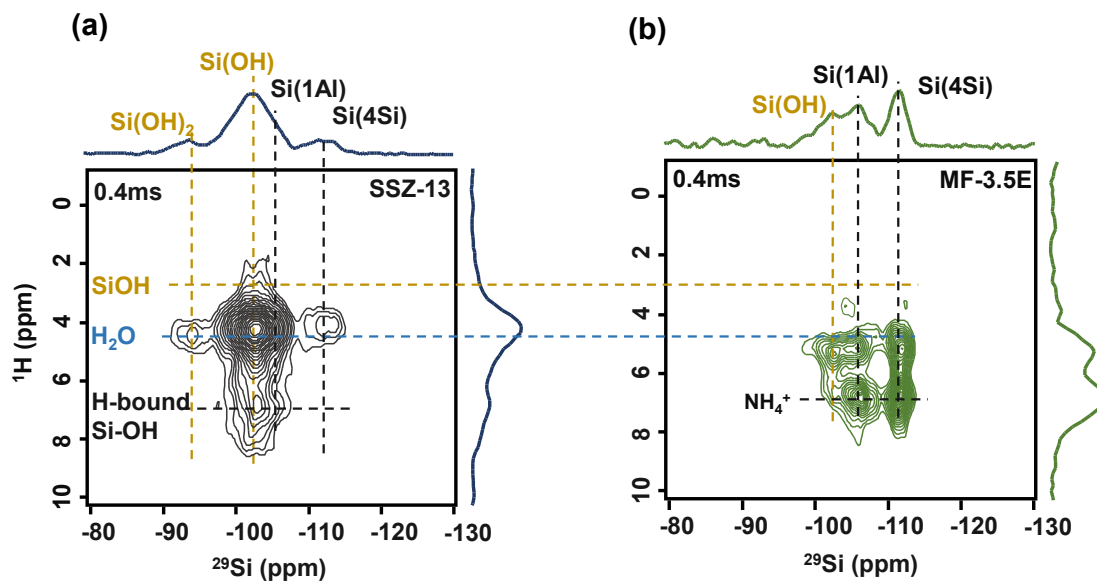 (a)
Si(OH)
Si(OH)₂
Si(1Al)
Si(4Si)
0.4ms
SSZ-13
SiOH
H₂O
H-bound
Si-OH
0
2
4
6
8
10
¹H (ppm)
-80
-90
-100
-110
-120
-130
²⁹Si (ppm)
(b)
Si(OH)
Si(1Al)
Si(4Si)
0.4ms
MF-3.5E
NH₄⁺
0
2
4
6
8
10
-80
-90
-100
-110
-120
-130
²⁹Si (ppm)